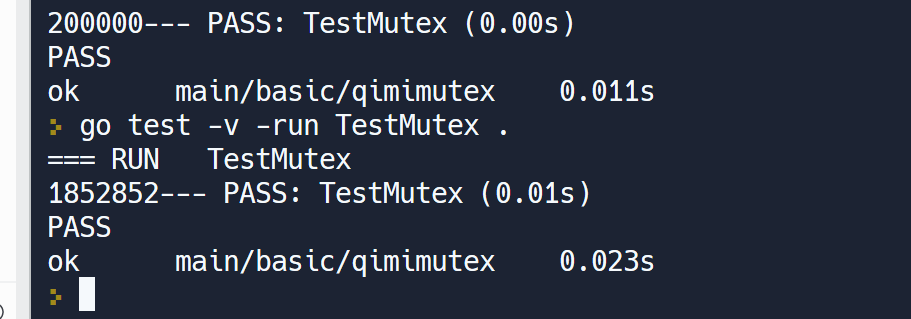 200000--- PASS: TestMutex (0.00s)
PASS
ok      main/basic/qimimutex    0.011s
go test -v -run TestMutex .
=== RUN   TestMutex
1852852--- PASS: TestMutex (0.01s)
PASS
ok      main/basic/qimimutex    0.023s